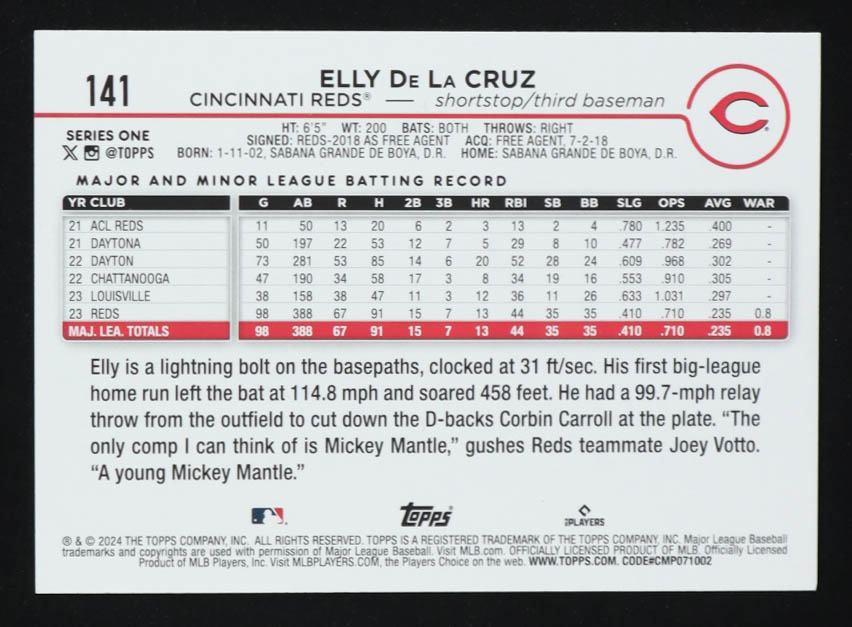 141
ELLY DE LA CRUZ
CINCINNATI REDS® — shortstop/third baseman
C
SERIES ONE
@TOPPS
HT: 6'5" WT: 200 BATS: BOTH THROWS: RIGHT
SIGNED: REDS-2018 AS FREE AGENT ACQ: FREE AGENT, 7-2-18
BORN: 1-11-02, SABANA GRANDE DE BOYA, D.R. HOME: SABANA GRANDE DE BOYA, D.R.
MAJOR AND MINOR LEAGUE BATTING RECORD
YR CLUB G AB R H 2B 3B HR RBI SB BB SLG OPS AVG WAR
21 ACL REDS 11 50 13 20 6 2 3 13 2 4 .780 1.235 .400 -
21 DAYTONA 50 197 22 53 12 7 5 29 8 10 .477 .782 .269 -
22 DAYTON 73 281 53 85 14 6 20 52 28 24 .609 .968 .302 -
22 CHATTANOOGA 47 190 34 58 17 3 8 34 19 16 .553 .910 .305 -
23 LOUISVILLE 38 158 38 47 11 3 12 36 11 26 .633 1.031 .297 -
23 REDS 98 388 67 91 15 7 13 44 35 35 .410 .710 .235 0.8
MAJ. LEA. TOTALS 98 388 67 91 15 7 13 44 35 35 .410 .710 .235 0.8
Elly is a lightning bolt on the basepaths, clocked at 31 ft/sec. His first big-league
home run left the bat at 114.8 mph and soared 458 feet. He had a 99.7-mph relay
throw from the outfield to cut down the D-backs Corbin Carroll at the plate. “The
only comp I can think of is Mickey Mantle,” gushes Reds teammate Joey Votto.
“A young Mickey Mantle.”
Topps®
PLAYERS
® & © 2024 THE TOPPS COMPANY, INC. ALL RIGHTS RESERVED. TOPPS IS A REGISTERED TRADEMARK OF THE TOPPS COMPANY, INC. Major League Baseball
trademarks and copyrights are used with permission of Major League Baseball. Visit MLB.com. OFFICIALLY LICENSED PRODUCT OF MLB. Officially Licensed
Product of MLB Players, Inc. Visit MLBPLAYERS.COM, the Players Choice on the web. WWW.TOPPS.COM. CODE#CMP071002